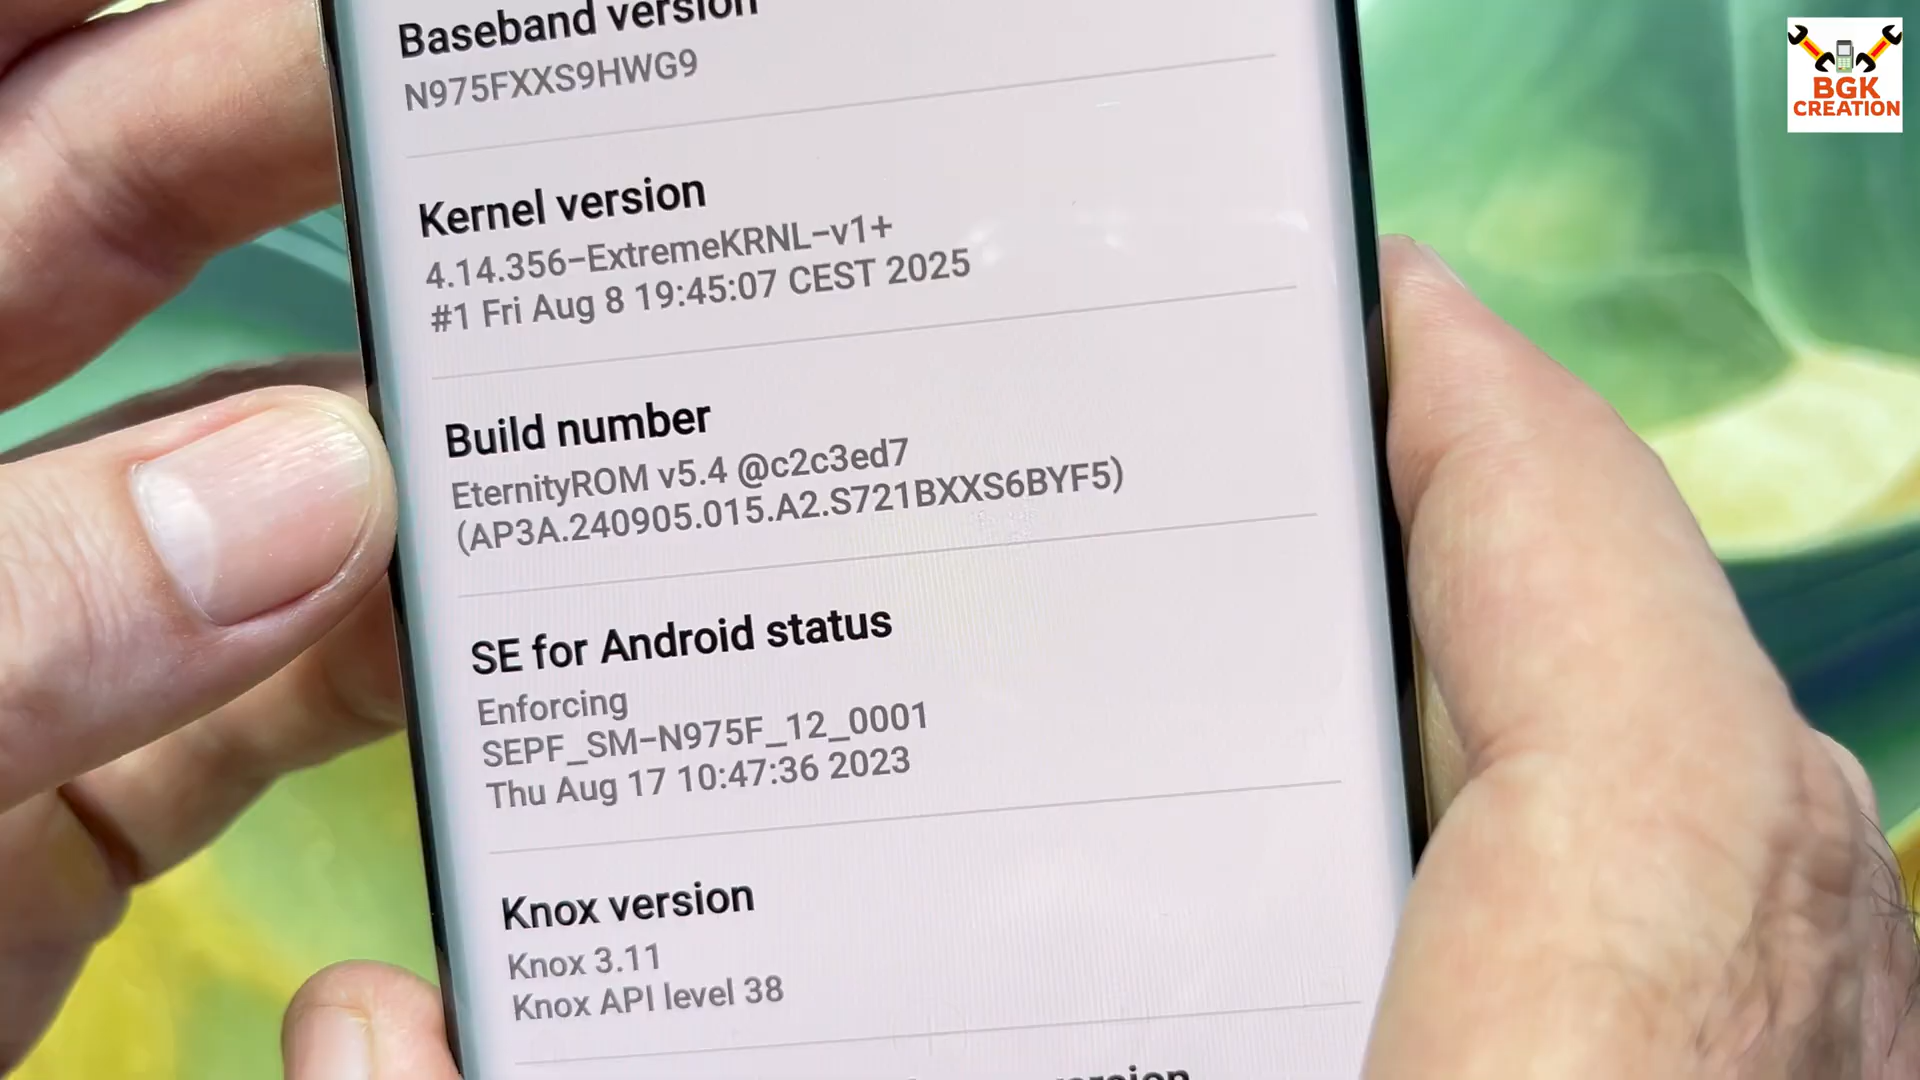 Baseband version
N975FXXS9HWG9
Kernel version
4.14.356-ExtremeKRNL-v1+
#1 Fri Aug 8 19:45:07 CEST 2025
Build number
EternityROM v5.4 @c2c3ed7
(AP3A.240905.015.A2.S721BXXS6BYF5)
SE for Android status
Enforcing
SEPF_SM-N975F_12_0001
Thu Aug 17 10:47:36 2023
Knox version
Knox 3.11
Knox API level 38
version
BGK
CREATION